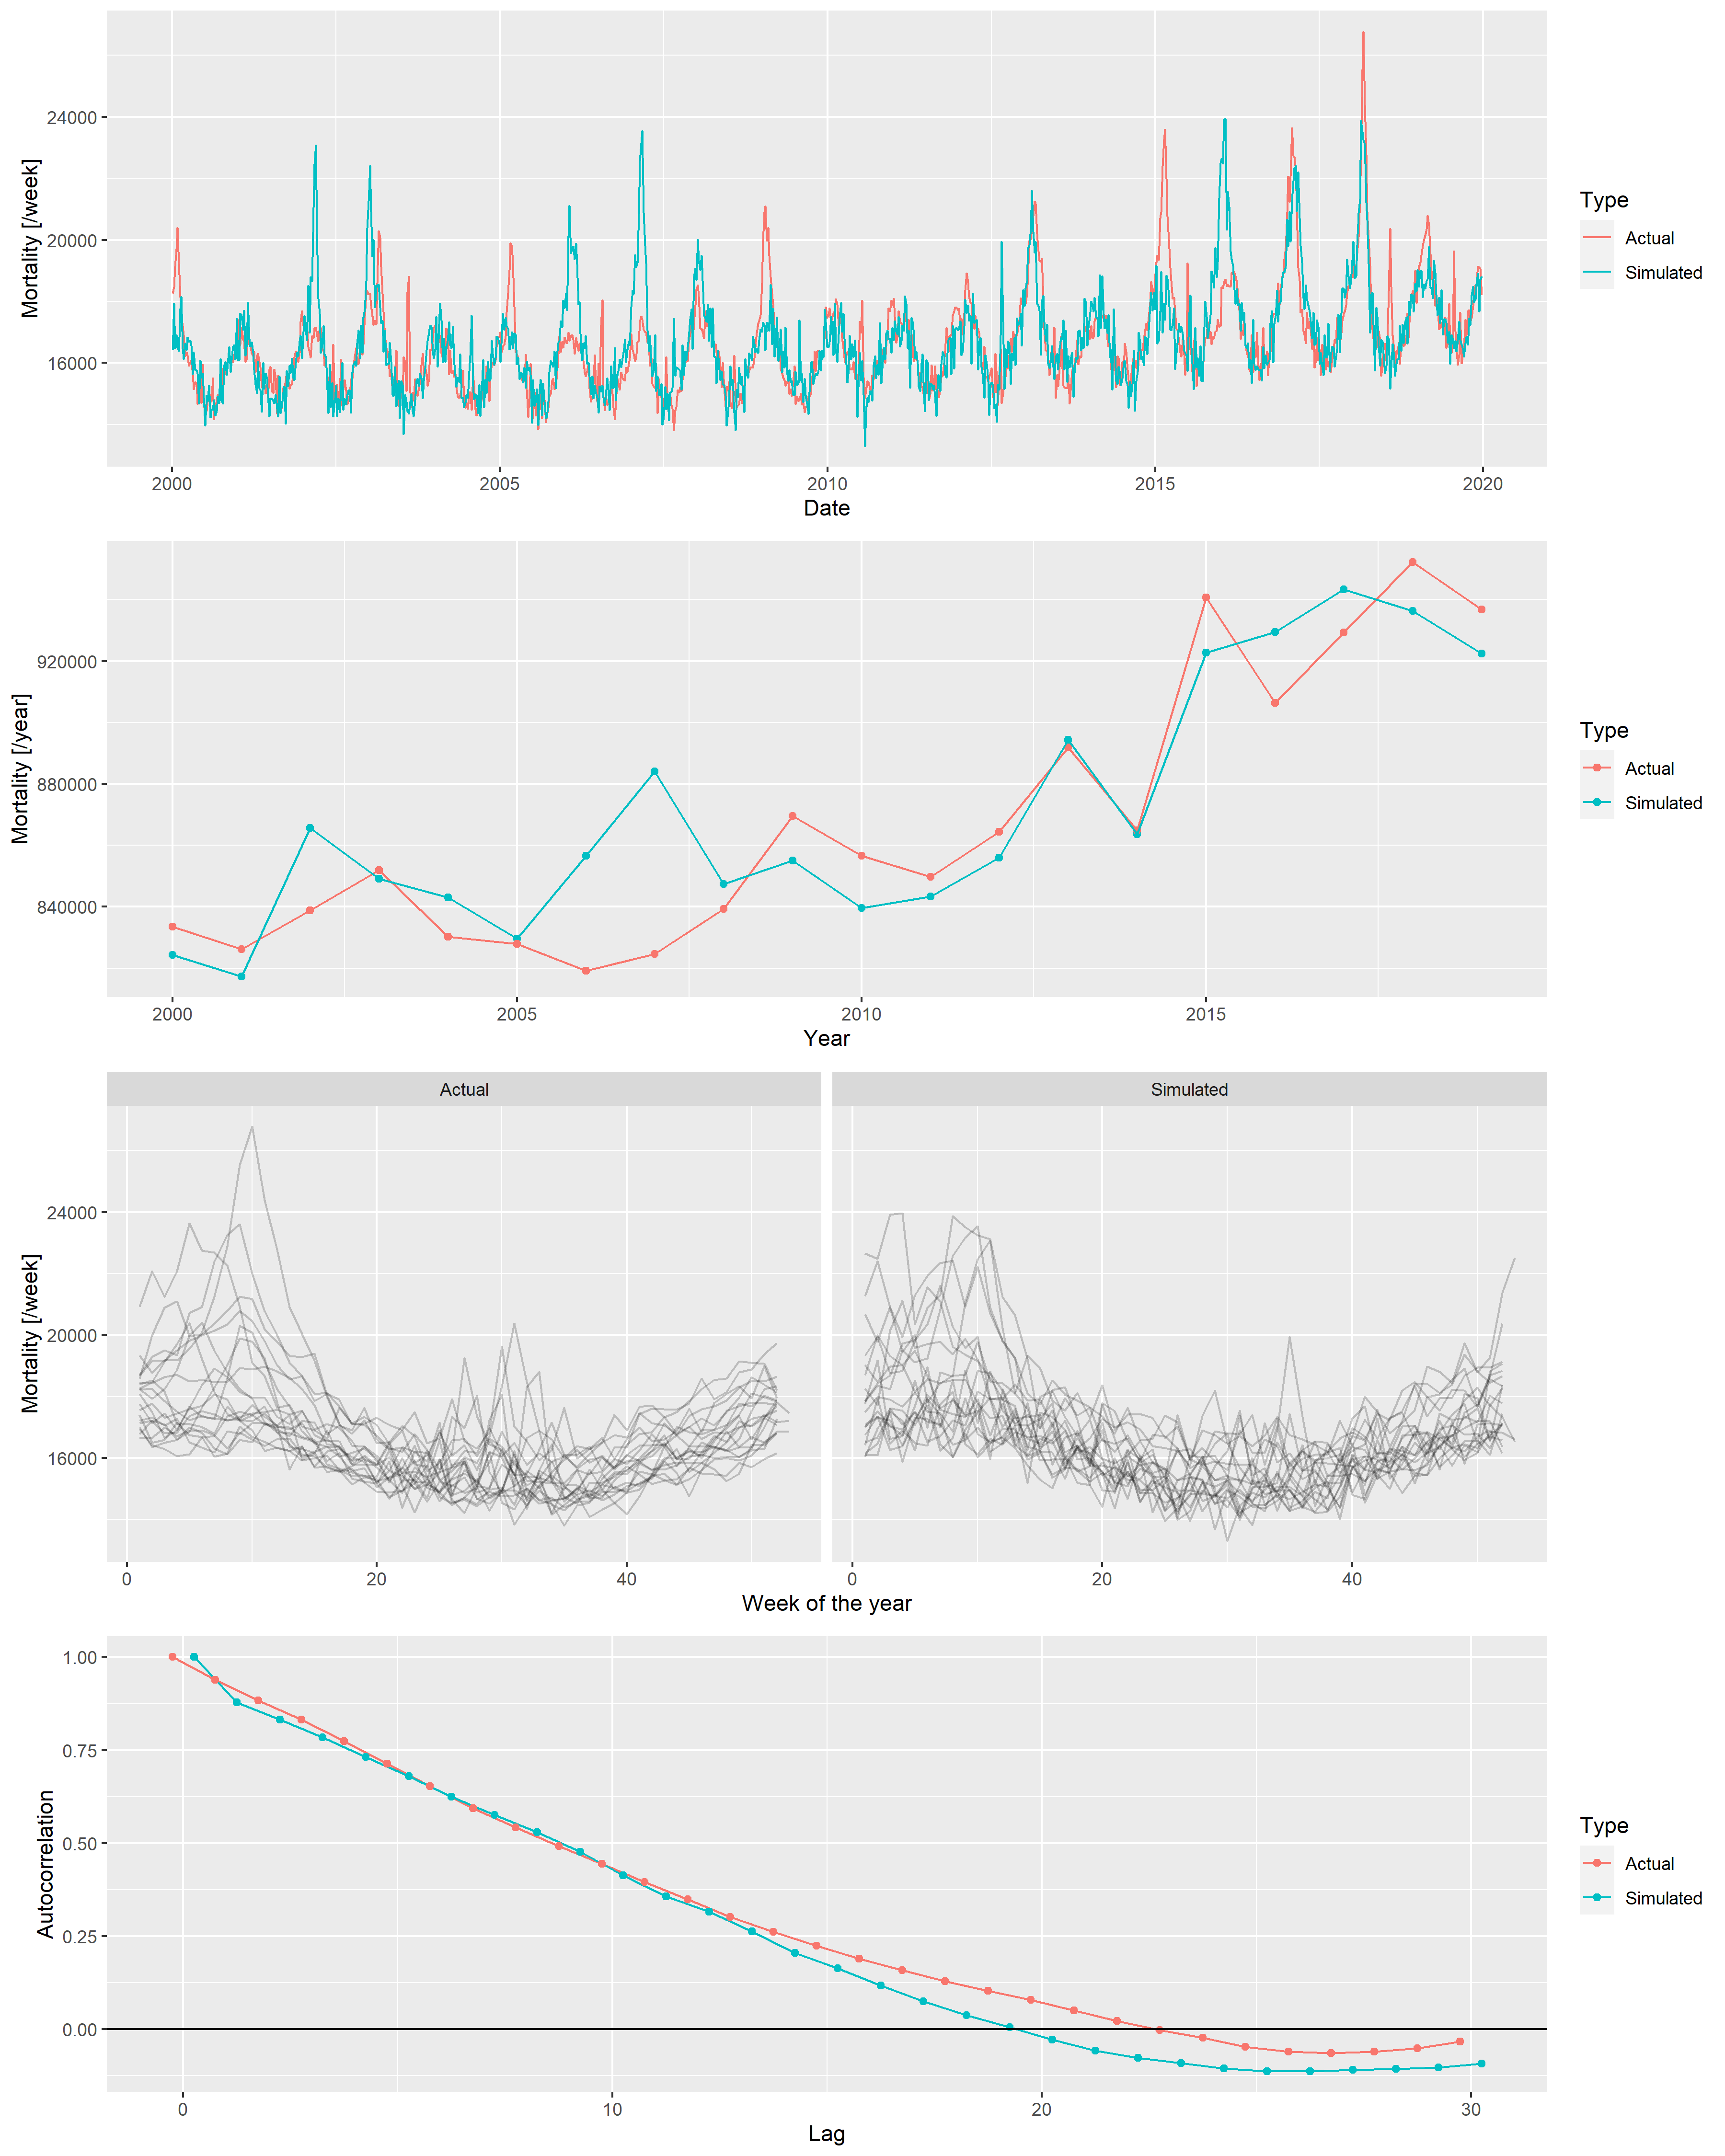 24000
20000
16000
Mortality [/week]
2000 2005 2010 2015 2020
Date
Type
Actual
Simulated
920000
880000
840000
Mortality [/year]
2000 2005 2010 2015
Year
Type
Actual
Simulated
Actual Simulated
24000
20000
16000
Mortality [/week]
0 20 40 0 20 40
Week of the year
1.00
0.75
0.50
0.25
0.00
Autocorrelation
0 10 20 30
Lag
Type
Actual
Simulated